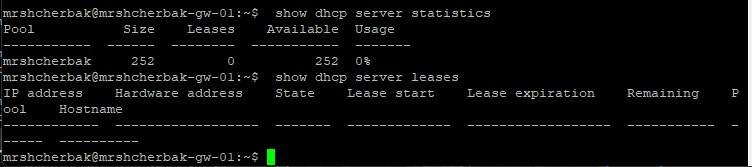 mrshcherbak@mrshcherbak-gw-01:~$  show dhcp server statistics
Pool           Size    Leases    Available  Usage
-----------  ------  --------  -----------  -------
mrshcherbak     252         0          252  0%
mrshcherbak@mrshcherbak-gw-01:~$  show dhcp server leases
IP address    Hardware address    State    Lease start    Lease expiration    Remaining    P
ool    Hostname
------------  ------------------  -------  -------------  ------------------  -----------  -
-----  ----------
mrshcherbak@mrshcherbak-gw-01:~$